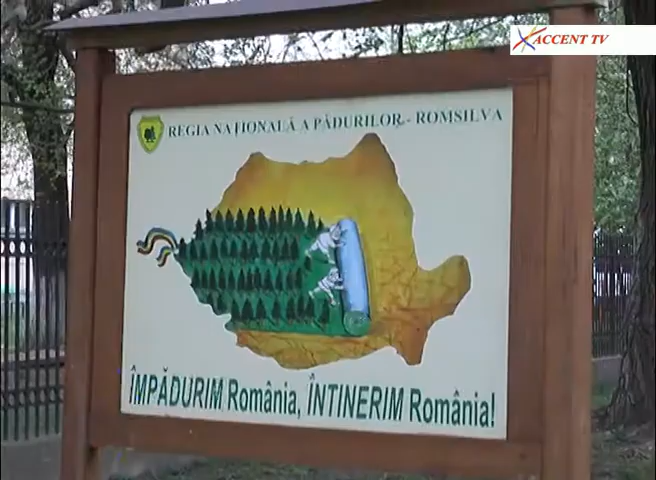 ACCENT TV
REGIA NAȚIONALĂ A PĂDURILOR - ROMSILVA
ÎMPĂDURIM România, ÎNTINERIM România!